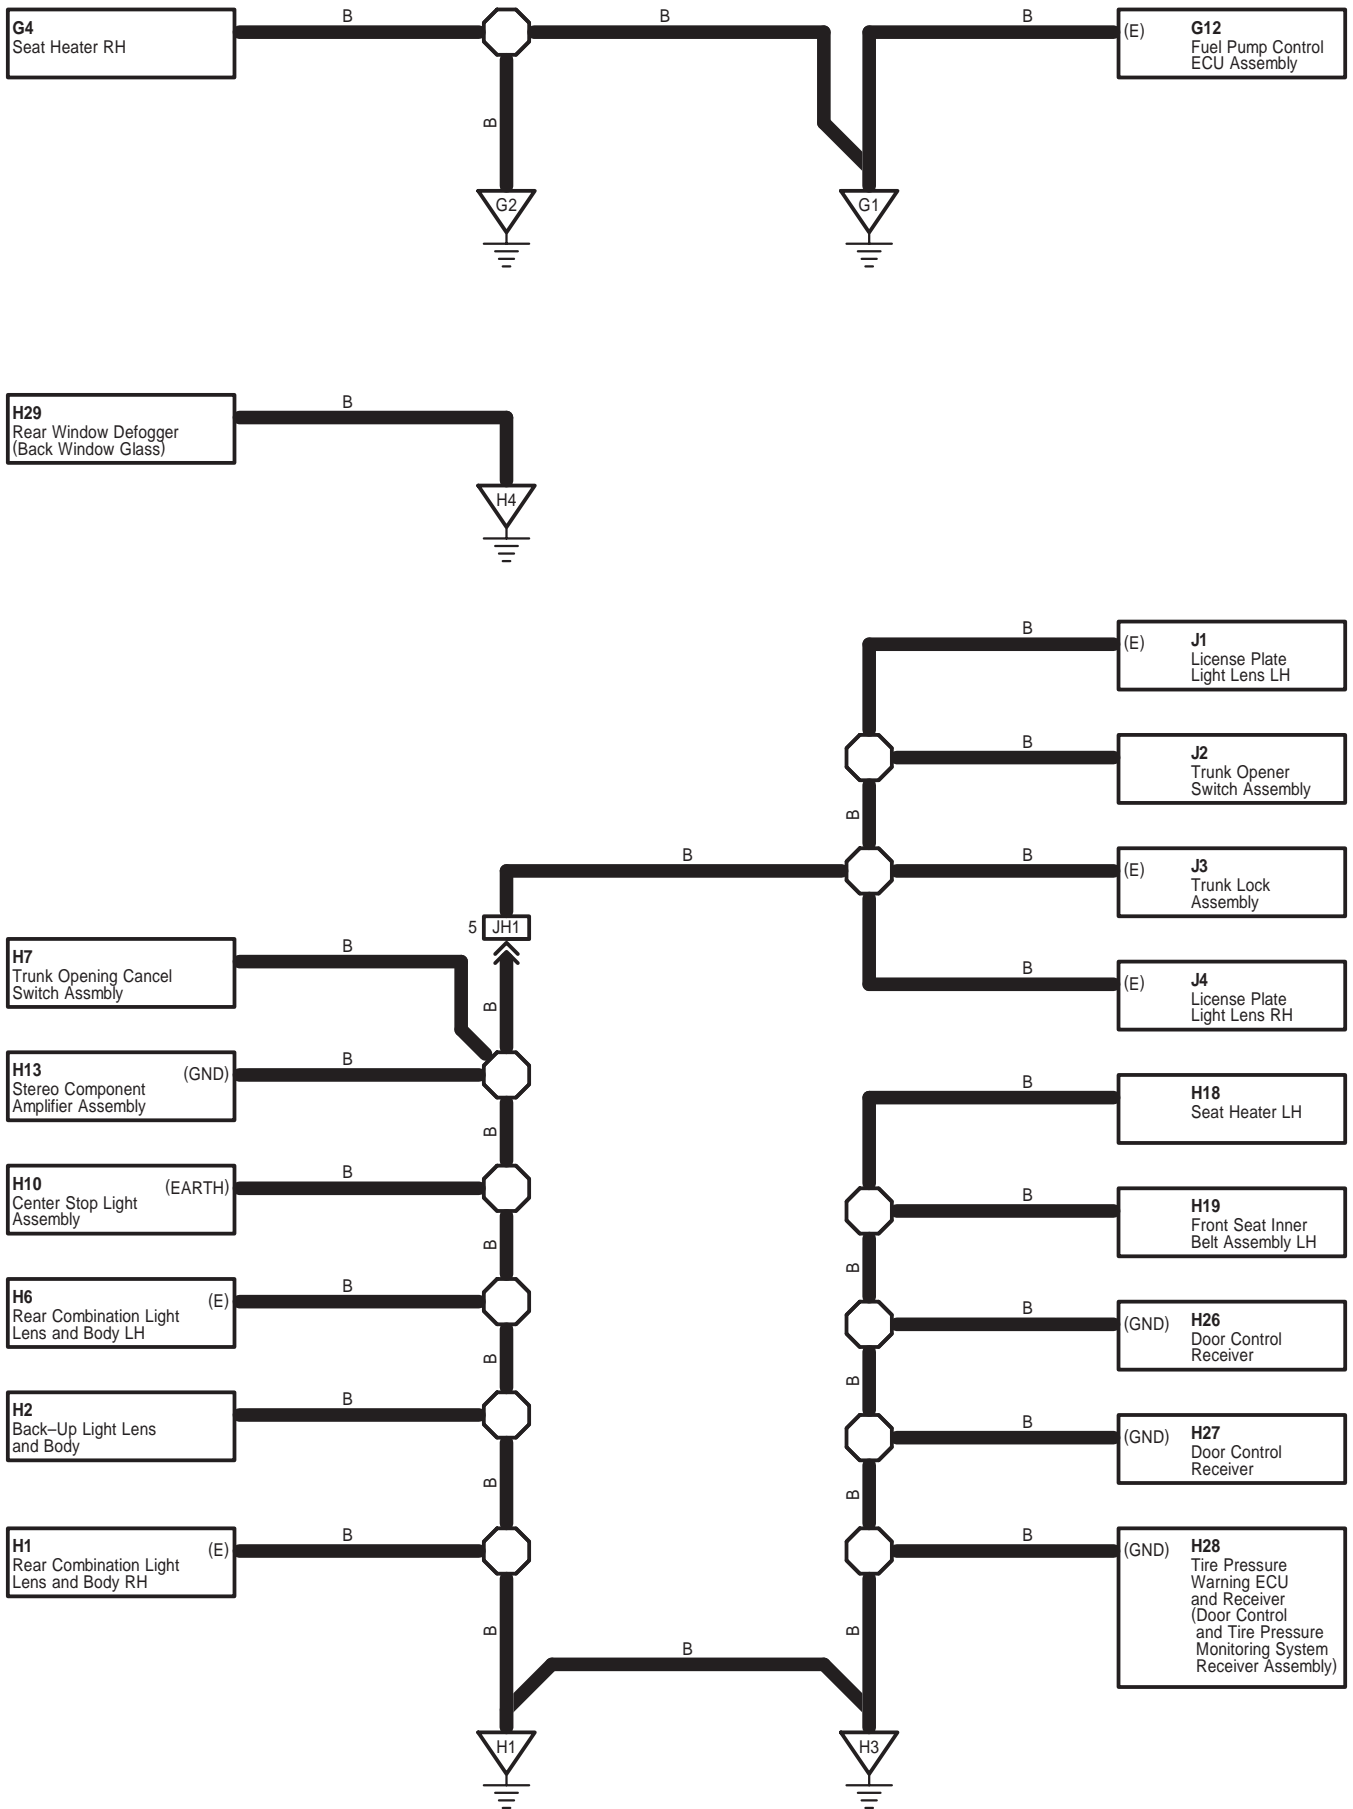 B
B
B
G4
Seat Heater RH
(E)
G12
Fuel Pump Control
ECU Assembly
B
G2
G1
B
H29
Rear Window Defogger
(Back Window Glass)
H4
B
(E)
J1
License Plate
Light Lens LH
B
J2
Trunk Opener
Switch Assembly
B
B
B
(E)
J3
Trunk Lock
Assembly
5
JH1
B
H7
Trunk Opening Cancel
Switch Assmbly
B
B
(E)
J4
License Plate
Light Lens RH
B
H13
(GND)
Stereo Component
Amplifier Assembly
B
H18
Seat Heater LH
B
B
H10
(EARTH)
Center Stop Light
Assembly
B
H19
Front Seat Inner
Belt Assembly LH
B
B
B
H6
(E)
Rear Combination Light
Lens and Body LH
B
(GND)
H26
Door Control
Receiver
B
B
B
H2
Back–Up Light Lens
and Body
B
(GND)
H27
Door Control
Receiver
B
B
B
H1
(E)
Rear Combination Light
Lens and Body RH
B
(GND)
H28
Tire Pressure
Warning ECU
and Receiver
(Door Control
and Tire Pressure
Monitoring System
Receiver Assembly)
B
B
B
H1
H3